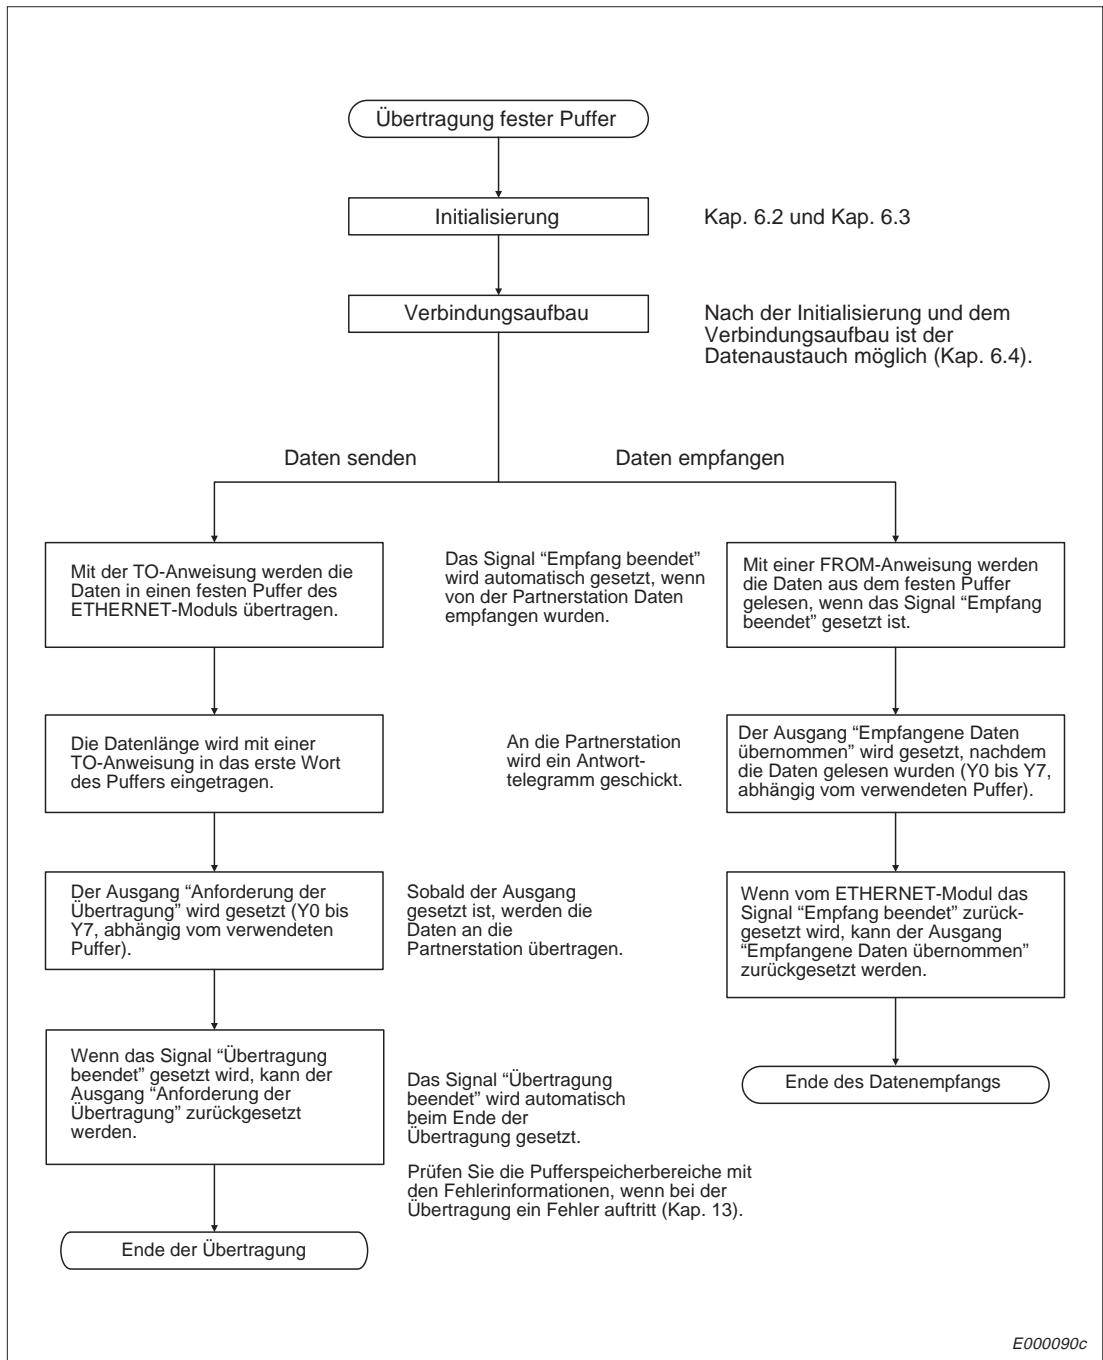 Übertragung fester Puffer
Initialisierung
Kap. 6.2 und Kap. 6.3
Verbindungsaufbau
Nach der Initialisierung und dem
Verbindungsaufbau ist der
Datenaustauch möglich (Kap. 6.4).
Daten senden
Daten empfangen
Mit der TO-Anweisung werden die
Daten in einen festen Puffer des
ETHERNET-Moduls übertragen.
Das Signal “Empfang beendet”
wird automatisch gesetzt, wenn
von der Partnerstation Daten
empfangen wurden.
Mit einer FROM-Anweisung werden
die Daten aus dem festen Puffer
gelesen, wenn das Signal “Empfang
beendet” gesetzt ist.
Die Datenlänge wird mit einer
TO-Anweisung in das erste Wort
des Puffers eingetragen.
An die Partnerstation
wird ein Antwort-
telegramm geschickt.
Der Ausgang “Empfangene Daten
übernommen” wird gesetzt, nachdem
die Daten gelesen wurden (Y0 bis Y7,
abhängig vom verwendeten Puffer).
Der Ausgang “Anforderung der
Übertragung” wird gesetzt (Y0 bis
Y7, abhängig vom verwendeten
Puffer).
Sobald der Ausgang
gesetzt ist, werden die
Daten an die
Partnerstation übertragen.
Wenn vom ETHERNET-Modul das
Signal “Empfang beendet” zurück-
gesetzt wird, kann der Ausgang
“Empfangene Daten übernommen”
zurückgesetzt werden.
Wenn das Signal “Übertragung
beendet” gesetzt wird, kann der
Ausgang “Anforderung der
Übertragung” zurückgesetzt
werden.
Das Signal “Übertragung
beendet” wird automatisch
beim Ende der
Übertragung gesetzt.
Prüfen Sie die Pufferspeicherbereiche mit
den Fehlerinformationen, wenn bei der
Übertragung ein Fehler auftritt (Kap. 13).
Ende des Datenempfangs
Ende der Übertragung
E000090c